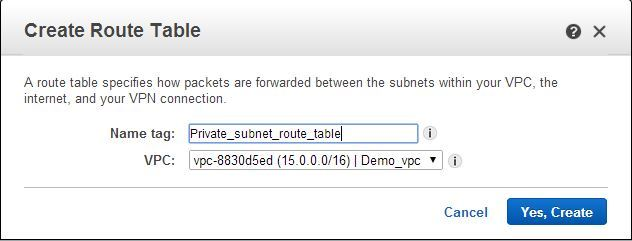 Create Route Table
A route table specifies how packets are forwarded between the subnets within your VPC, the
internet, and your VPN connection.
Name tag: Private_subnet_route_table
VPC: vpc-8830d5ed (15.0.0.0/16) | Demo_vpc
Cancel Yes, Create